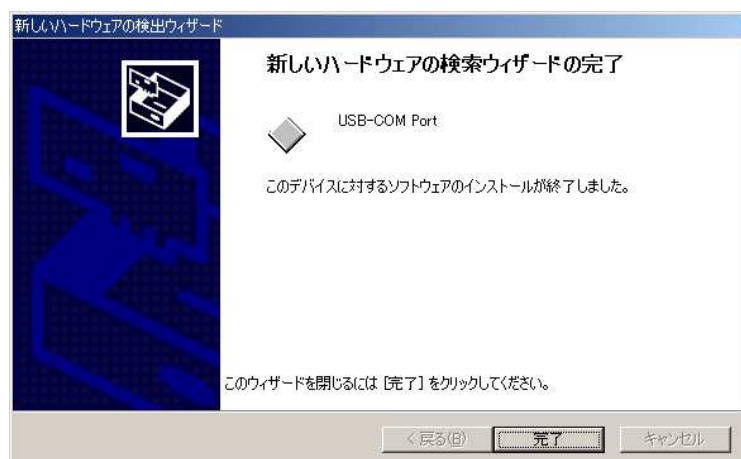 新しいハードウェアの検出ウィザード
新しいハードウェアの検索ウィザードの完了
USB-COM Port
このデバイスに対するソフトウェアのインストールが終了しました。
このウィザードを閉じるには [完了] をクリックしてください。
< 戻る(B)
完了
キャンセル